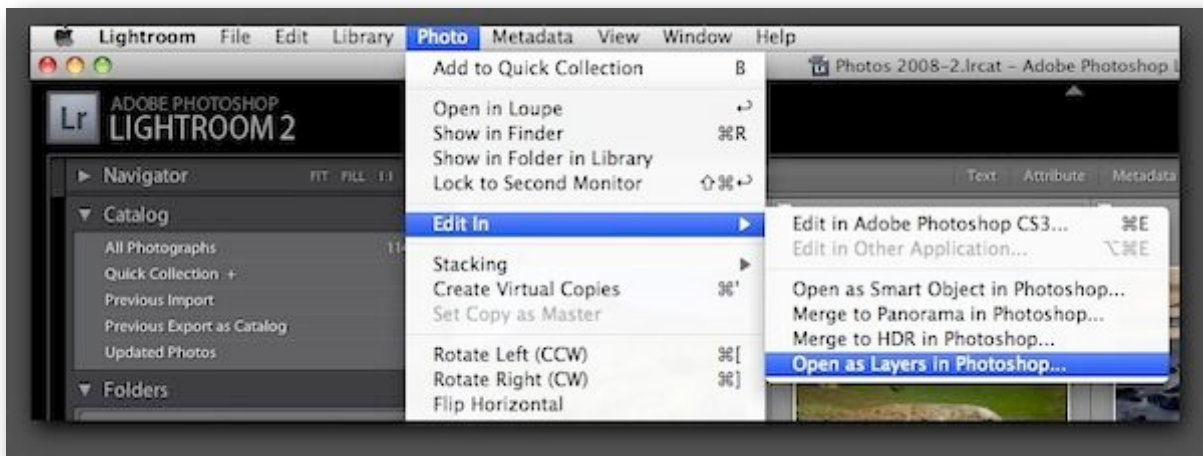 Lightroom File Edit Library Photo Metadata View Window Help
Photos 2008-2.lrcat - Adobe Photoshop L
Lr ADOBE PHOTOSHOP
LIGHTROOM 2
Navigator FIT FILL 1:1
Catalog
All Photographs 114
Quick Collection +
Previous Import
Previous Export as Catalog
Updated Photos
Folders
Add to Quick Collection B
Open in Loupe ↩
Show in Finder ⌘R
Show in Folder in Library
Lock to Second Monitor ⇧⌘↩
Edit In
Stacking
Create Virtual Copies ⌘'
Set Copy as Master
Rotate Left (CCW) ⌘[
Rotate Right (CW) ⌘]
Flip Horizontal
Text Attribute Metadata
Edit in Adobe Photoshop CS3... ⌘E
Edit in Other Application... ⌥⌘E
Open as Smart Object in Photoshop...
Merge to Panorama in Photoshop...
Merge to HDR in Photoshop...
Open as Layers in Photoshop...